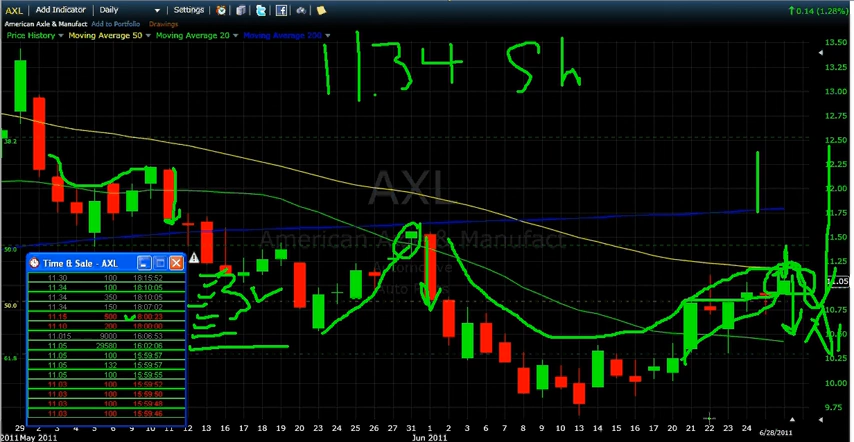 AXL Add Indicator Daily Settings 0.14 (1.28%)
American Axle & Manufact Add to Portfolio Drawings
Price History Moving Average 50 Moving Average 20 Moving Average 200
11.34 Sh
13.50
13.25
13.00
12.75
12.50
12.25
12.00
11.75
11.50
11.25
11.05
10.75
10.50
10.25
10.00
9.75
38.2
50.0
50.0
61.8
AXL
American Axle & Manufact
Automotive
Auto Parts
Time & Sale - AXL
11.30 100 18:15:52
11.34 100 18:10:05
11.34 350 18:10:05
11.34 150 18:07:02
11.15 500 18:00:23
11.10 200 18:00:00
11.015 9000 16:06:53
11.05 29580 16:02:06
11.05 100 15:59:57
11.05 132 15:59:57
11.05 100 15:59:55
11.03 100 15:59:52
11.03 100 15:59:50
11.03 100 15:59:48
11.03 100 15:59:46
29 2 3 4 5 6 9 10 11 12 13 16 17 18 19 20 23 24 25 26 27 31 1 2 3 6 7 8 9 10 13 14 15 16 17 20 21 22 23 24 6/28/2011
2011 May 2011 Jun 2011